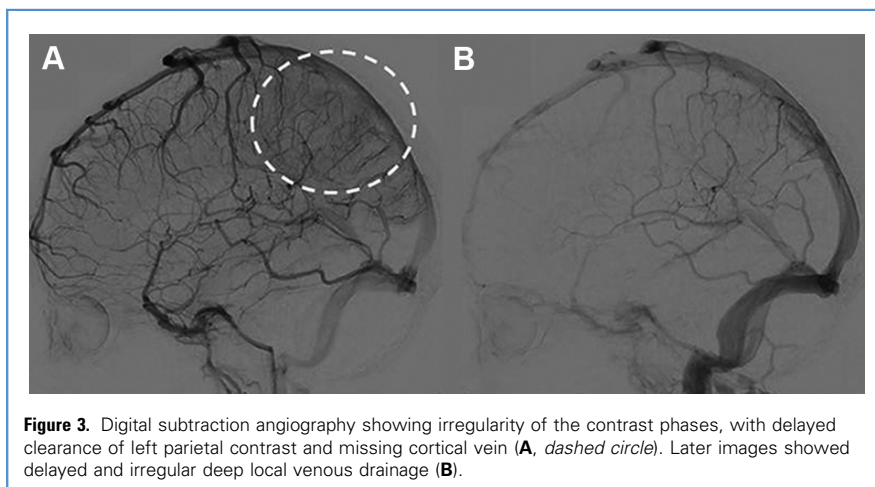 A
B
Figure 3. Digital subtraction angiography showing irregularity of the contrast phases, with delayed
clearance of left parietal contrast and missing cortical vein (A, dashed circle). Later images showed
delayed and irregular deep local venous drainage (B).